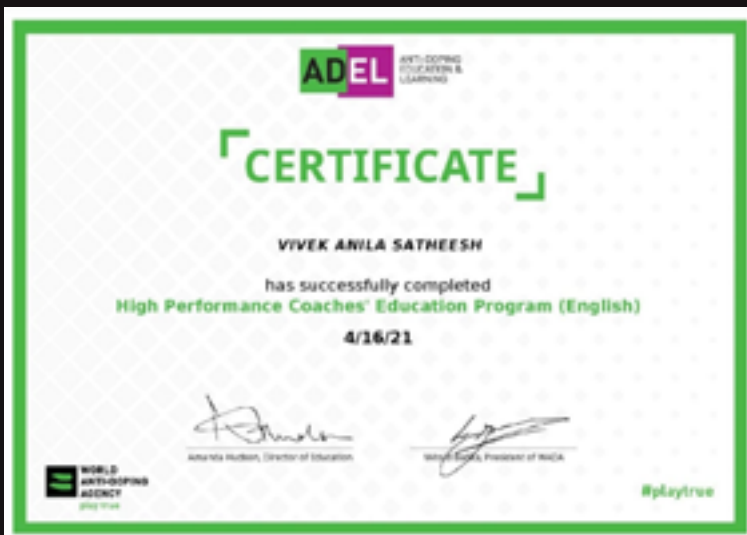 ADEL
ANTI-DOPING
EDUCATION &
LEARNING
CERTIFICATE
VIVEK ANILA SATHEESH
has successfully completed
High Performance Coaches' Education Program (English)
4/16/21
Amanda Hudson, Director of Education
President of WADA
WORLD
ANTI-DOPING
AGENCY
play true
#playtrue